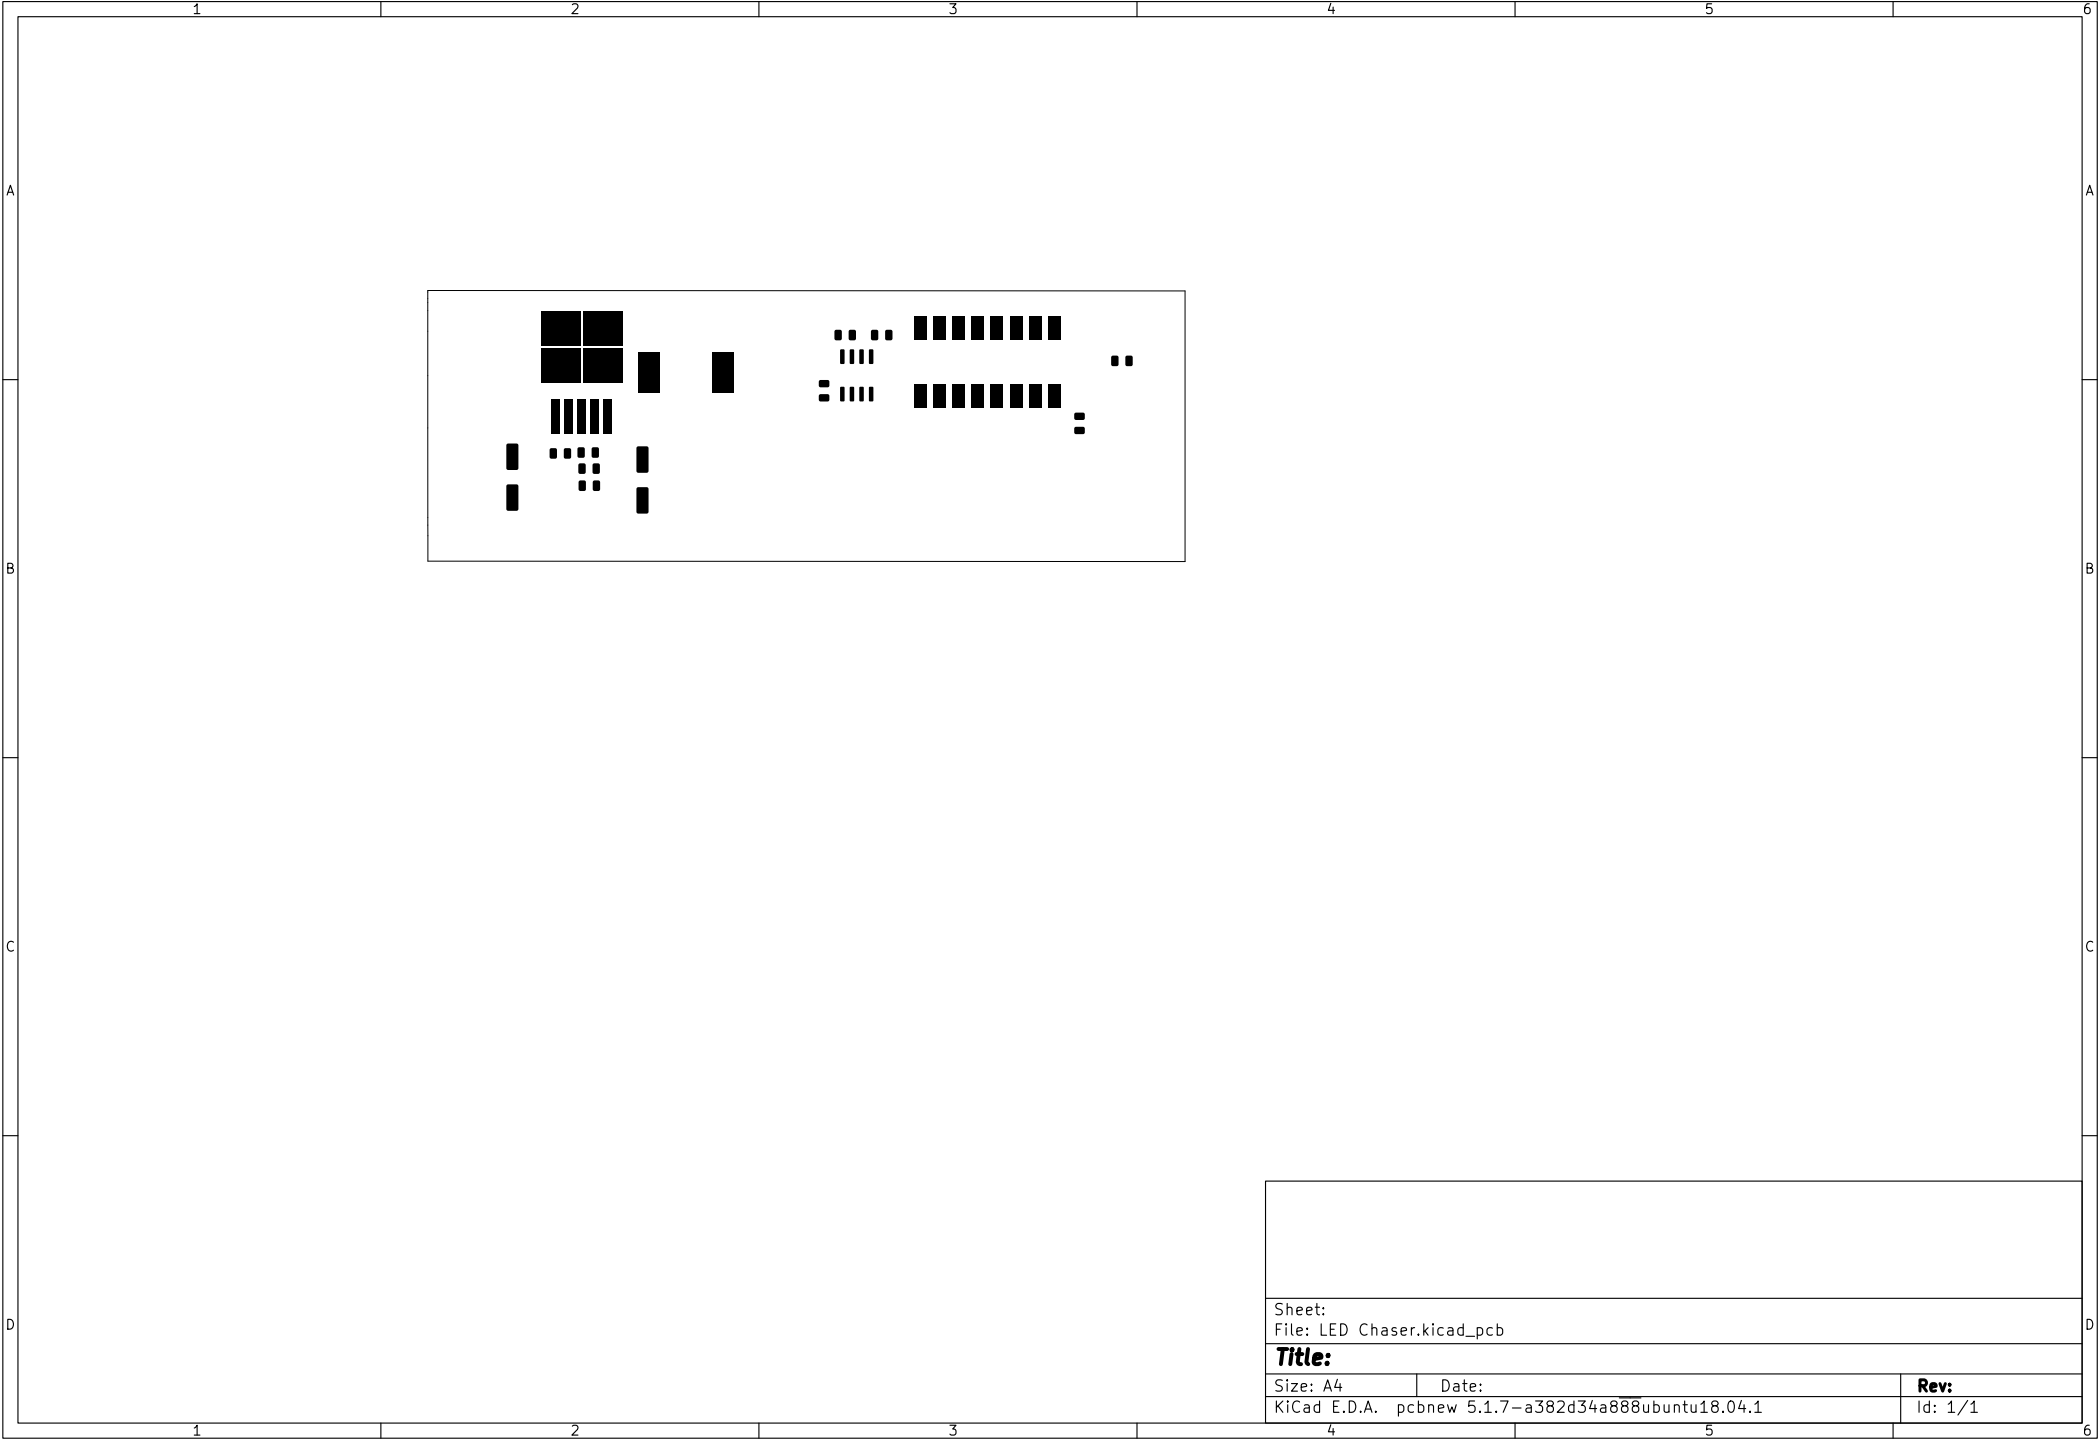 1 2 3 4 5 6
A A
B B
C C
D D
Sheet:
File: LED Chaser.kicad_pcb
Title:
Size: A4 Date: Rev:
KiCad E.D.A. pcbnew 5.1.7-a382d34a888ubuntu18.04.1 Id: 1/1
1 2 3 4 5 6